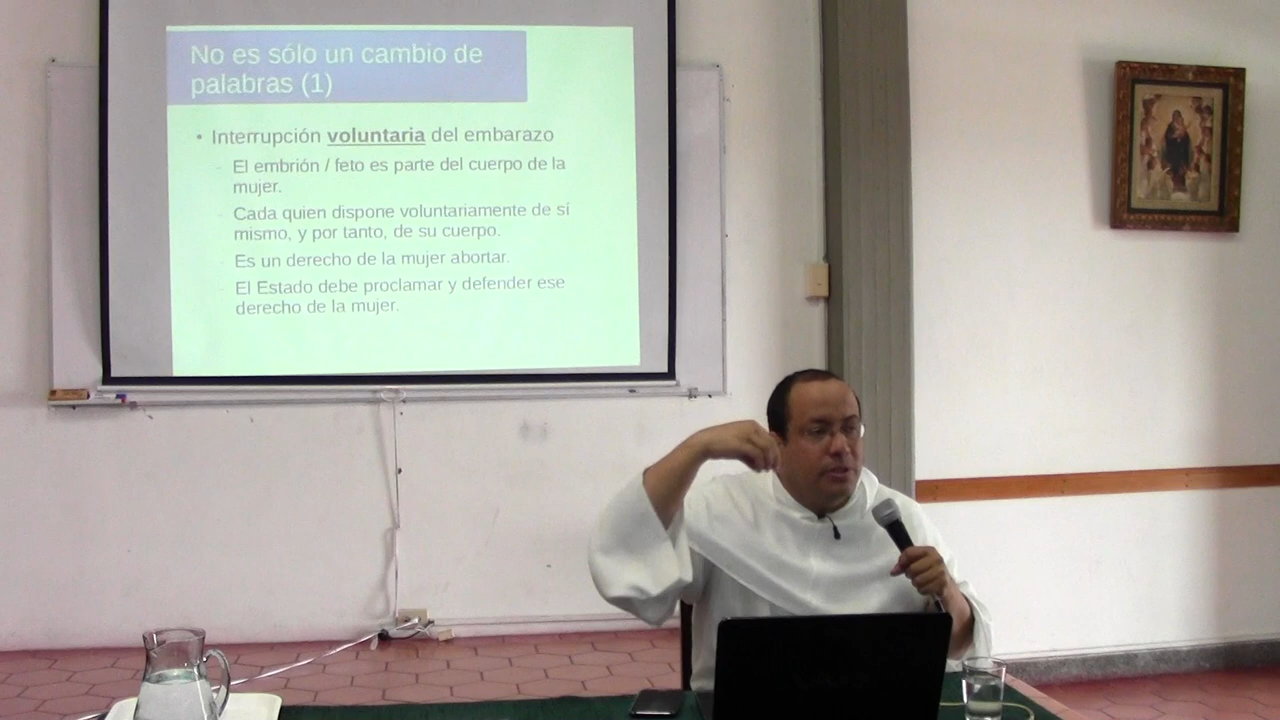 No es sólo un cambio de
palabras (1)
• Interrupción voluntaria del embarazo
- El embrión / feto es parte del cuerpo de la
mujer.
- Cada quien dispone voluntariamente de sí
mismo, y por tanto, de su cuerpo.
- Es un derecho de la mujer abortar.
- El Estado debe proclamar y defender ese
derecho de la mujer.